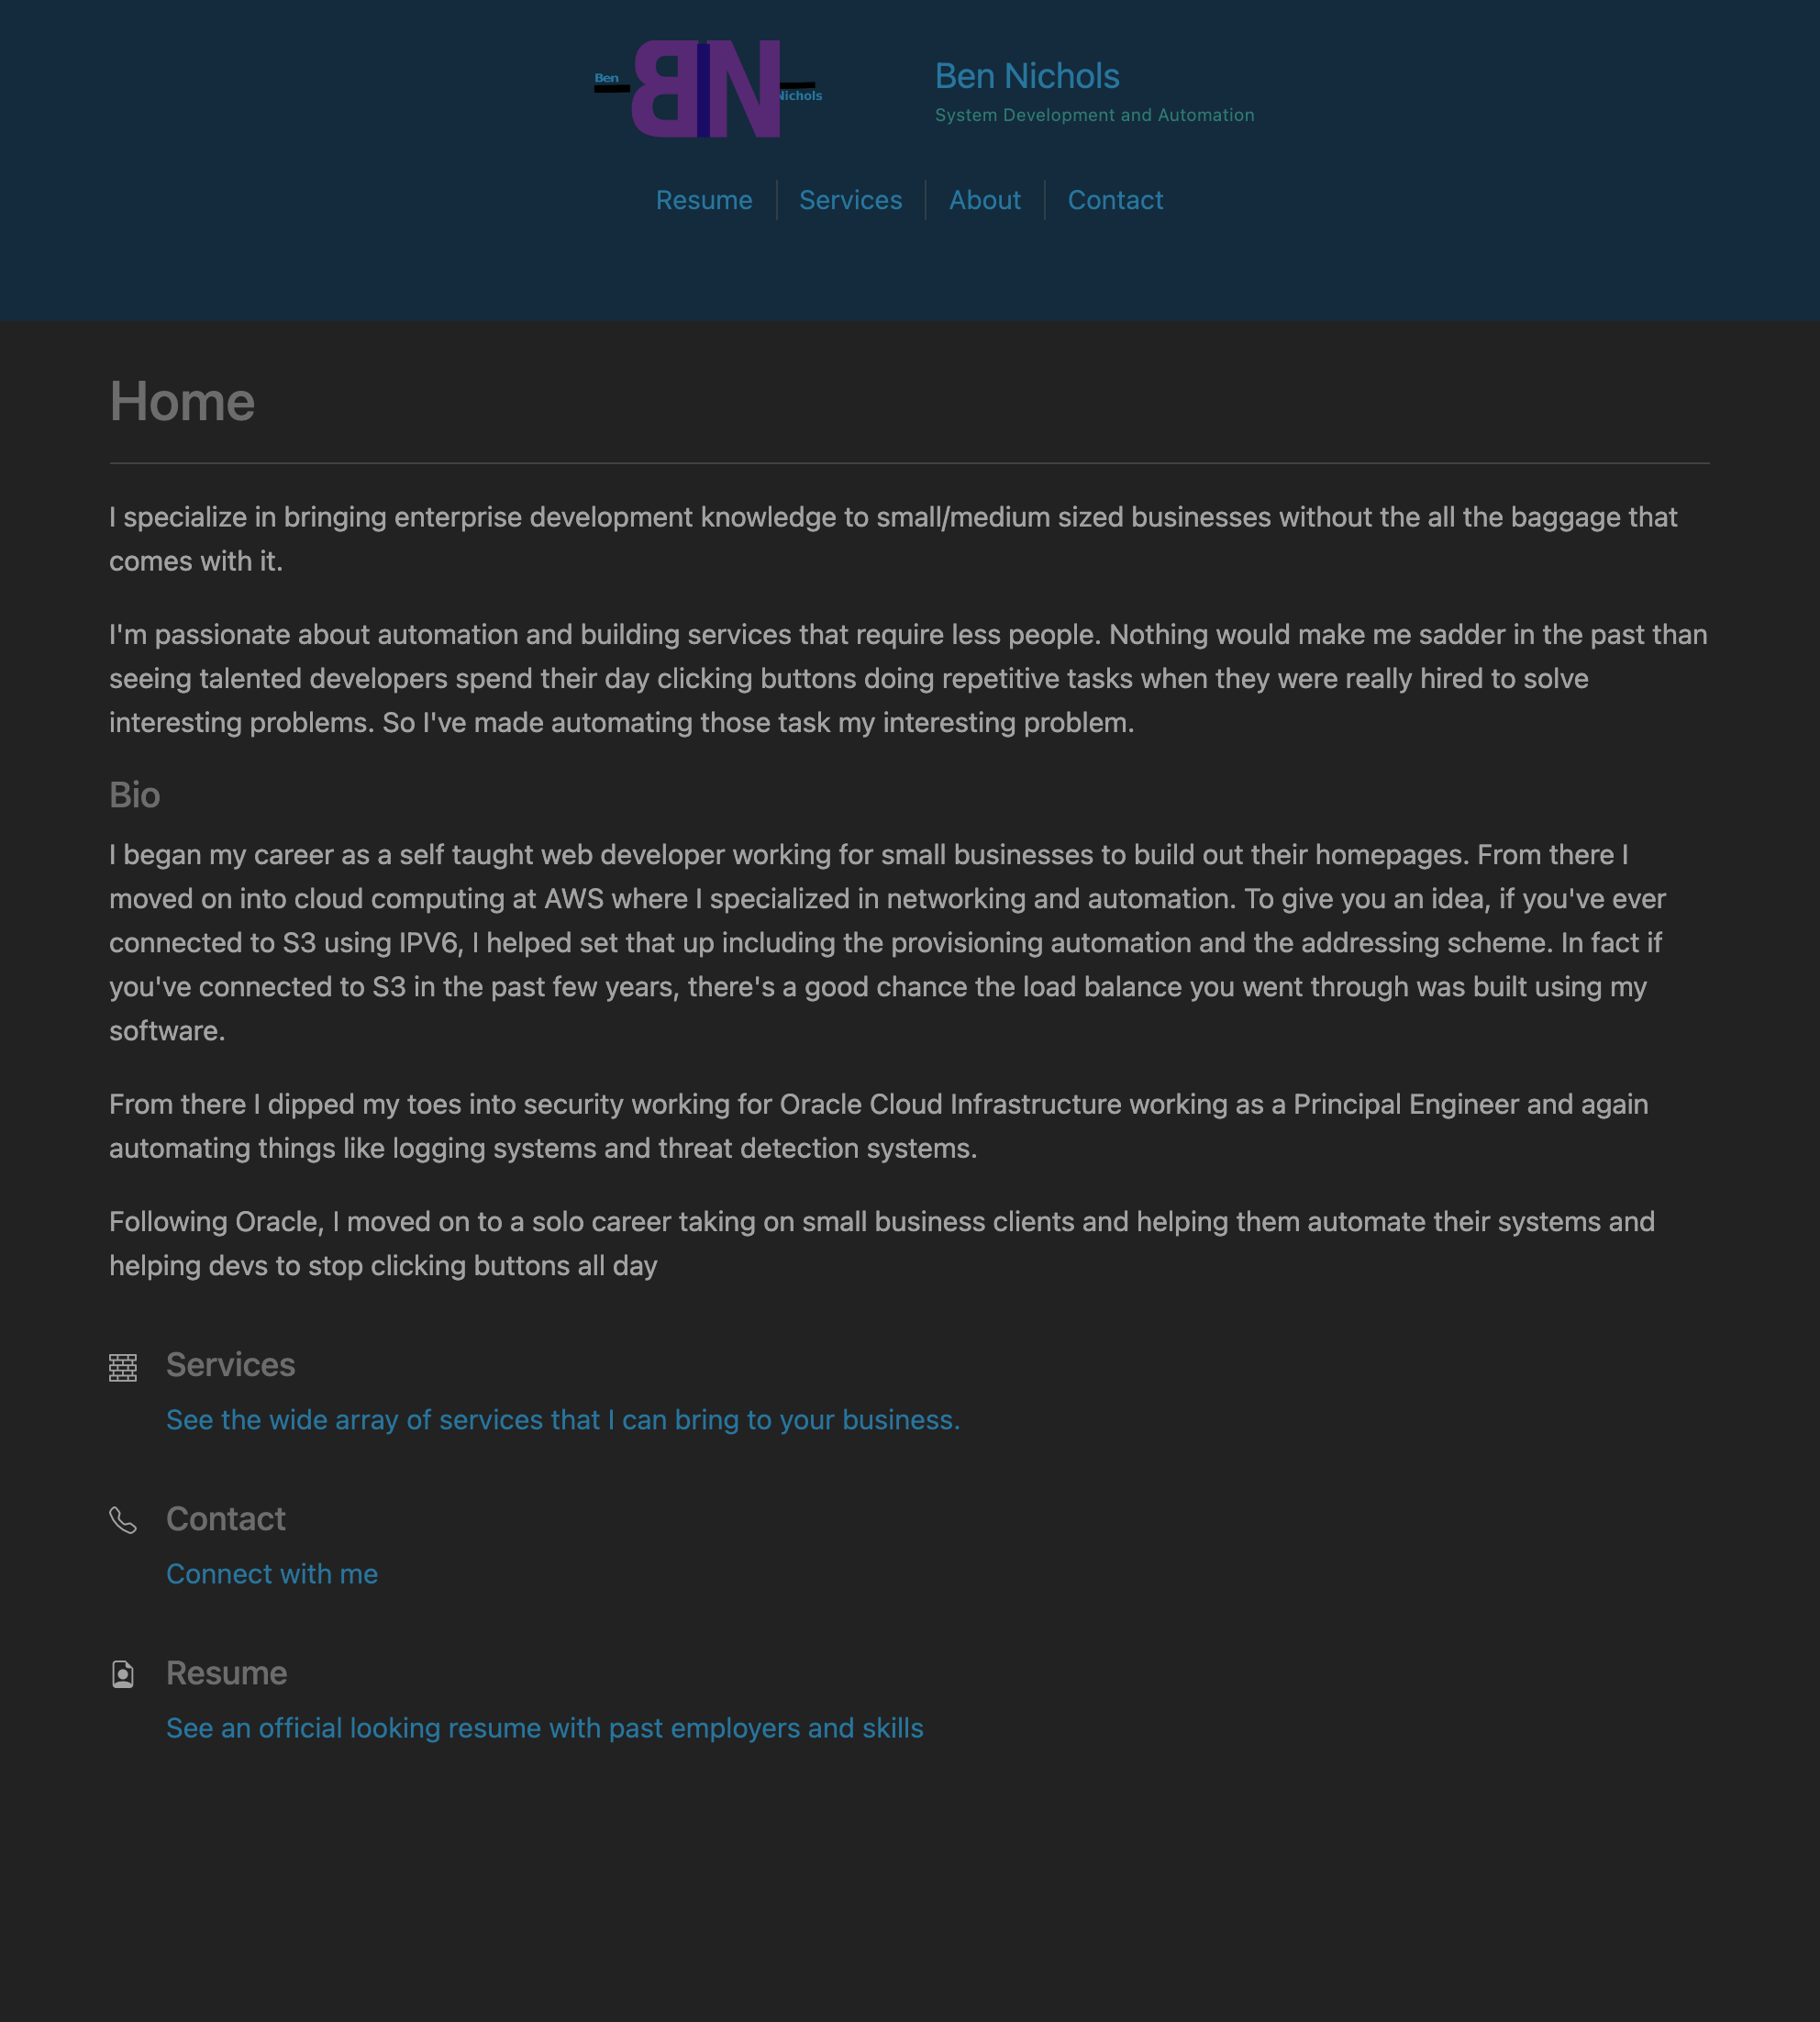 Ben
BN
Nichols
Ben Nichols
System Development and Automation
Resume
Services
About
Contact
Home
I specialize in bringing enterprise development knowledge to small/medium sized businesses without the all the baggage that
comes with it.
I'm passionate about automation and building services that require less people. Nothing would make me sadder in the past than
seeing talented developers spend their day clicking buttons doing repetitive tasks when they were really hired to solve
interesting problems. So I've made automating those task my interesting problem.
Bio
I began my career as a self taught web developer working for small businesses to build out their homepages. From there I
moved on into cloud computing at AWS where I specialized in networking and automation. To give you an idea, if you've ever
connected to S3 using IPV6, I helped set that up including the provisioning automation and the addressing scheme. In fact if
you've connected to S3 in the past few years, there's a good chance the load balance you went through was built using my
software.
From there I dipped my toes into security working for Oracle Cloud Infrastructure working as a Principal Engineer and again
automating things like logging systems and threat detection systems.
Following Oracle, I moved on to a solo career taking on small business clients and helping them automate their systems and
helping devs to stop clicking buttons all day
Services
See the wide array of services that I can bring to your business.
Contact
Connect with me
Resume
See an official looking resume with past employers and skills